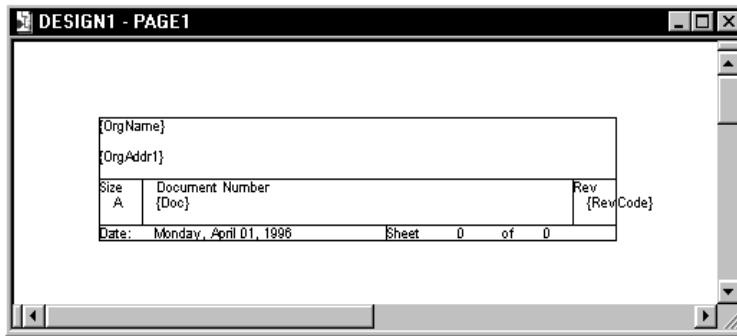 DESIGN1 - PAGE1
{OrgName}
{OrgAddr1}
Size Document Number Rev
A {Doc} {RevCode}
Date: Monday, April 01, 1996 Sheet 0 of 0